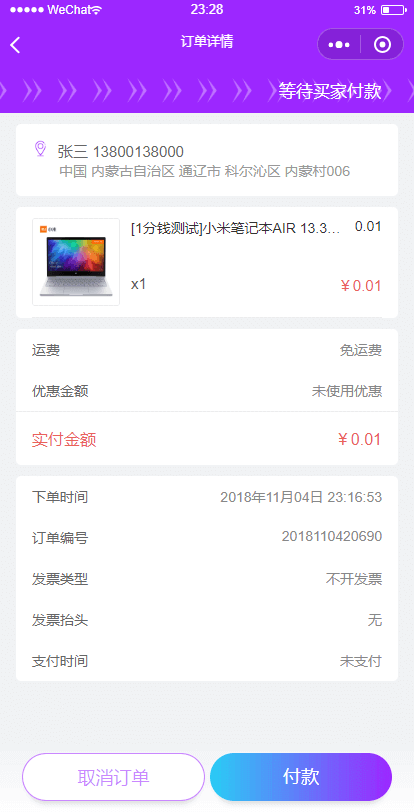 WeChat 23:28 31%
订单详情
等待买家付款
张三 13800138000
中国 内蒙古自治区 通辽市 科尔沁区 内蒙村006
[1分钱测试]小米笔记本AIR 13.3... 0.01
x1 ￥0.01
运费 免运费
优惠金额 未使用优惠
实付金额 ￥0.01
下单时间 2018年11月04日 23:16:53
订单编号 2018110420690
发票类型 不开发票
发票抬头 无
支付时间 未支付
取消订单 付款